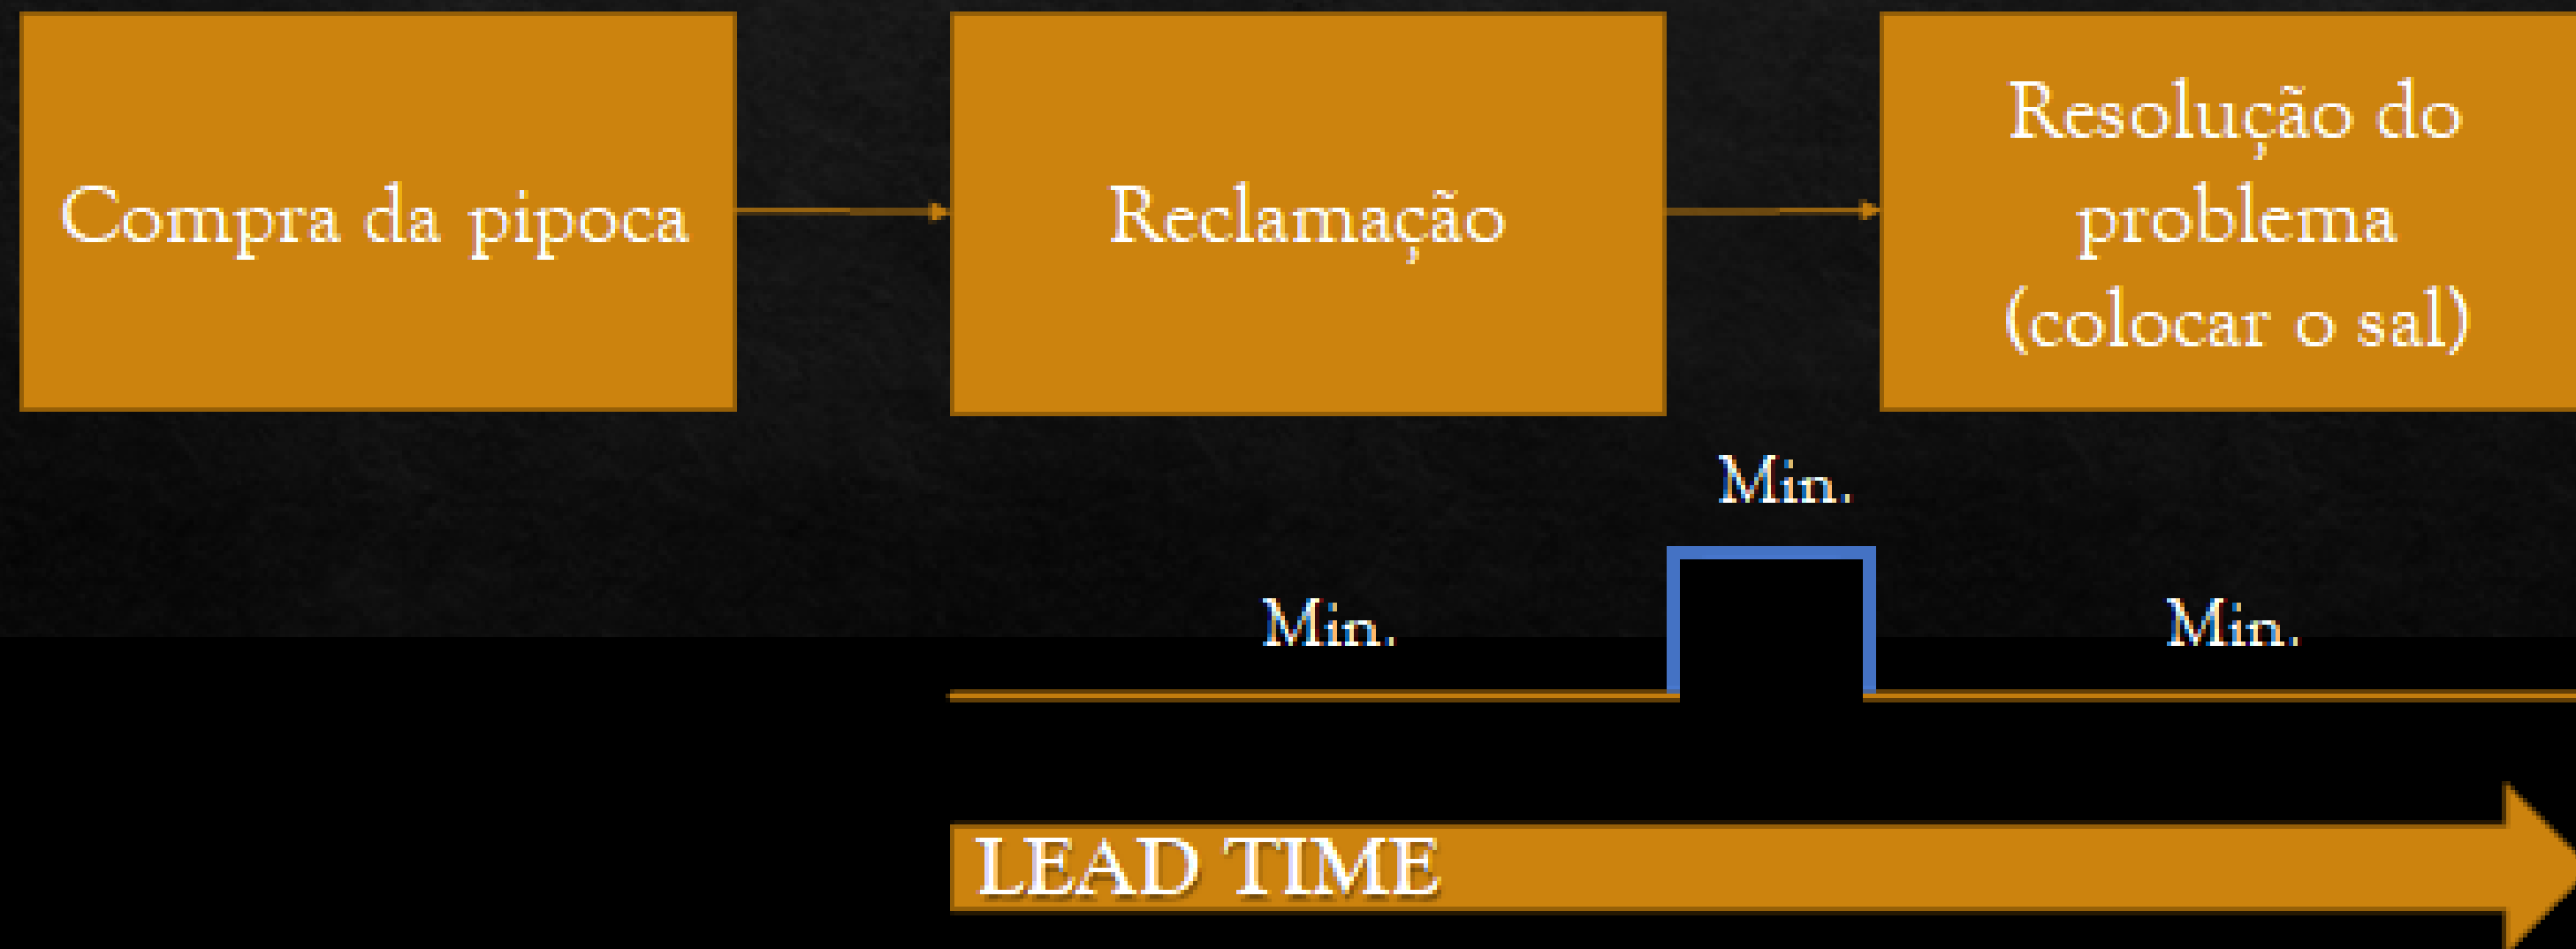 Compra da pipoca
Reclamação
Resolução do
problema
(colocar o sal)
Min.
Min.
Min.
LEAD TIME